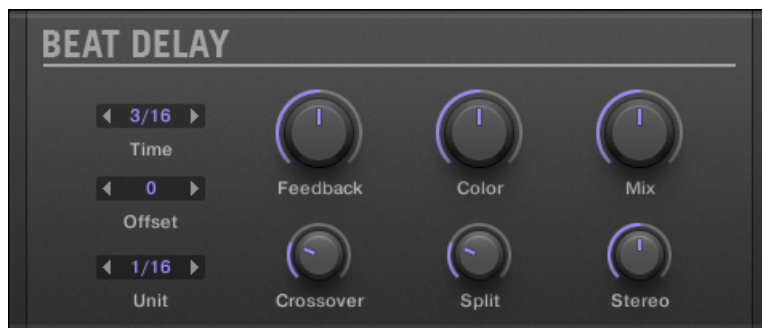 BEAT DELAY
3/16
Time
Feedback
Color
Mix
0
Offset
1/16
Unit
Crossover
Split
Stereo